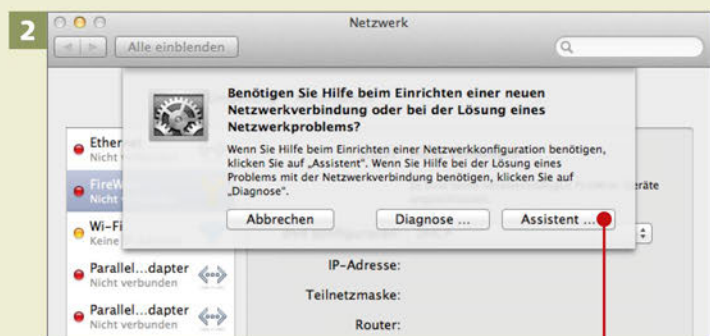 2
Netzwerk
Alle einblenden
Benötigen Sie Hilfe beim Einrichten einer neuen
Netzwerkverbindung oder bei der Lösung eines
Netzwerkproblems?
Wenn Sie Hilfe beim Einrichten einer Netzwerkkonfiguration benötigen,
klicken Sie auf „Assistent“. Wenn Sie Hilfe bei der Lösung eines
Problems mit der Netzwerkverbindung benötigen, klicken Sie auf
„Diagnose“.
Abbrechen
Diagnose ...
Assistent ...
Nicht
Nicht
Wi-Fi
Keine
Parallel...dapter
Nicht verbunden
Parallel...dapter
Nicht verbunden
IP-Adresse:
Teilnetzmaske:
Router: